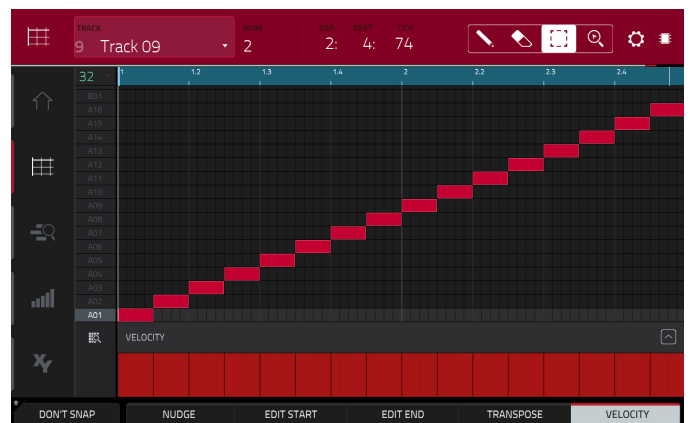 TRACK BARS BAR BEAT TICK
9 Track 09 2 2: 4: 74
32 1 1.2 1.3 1.4 2 2.2 2.3 2.4
B01
A16
A15
A14
A13
A12
A11
A10
A09
A08
A07
A06
A05
A04
A03
A02
A01
VELOCITY
XY
DON'T SNAP NUDGE EDIT START EDIT END TRANSPOSE VELOCITY